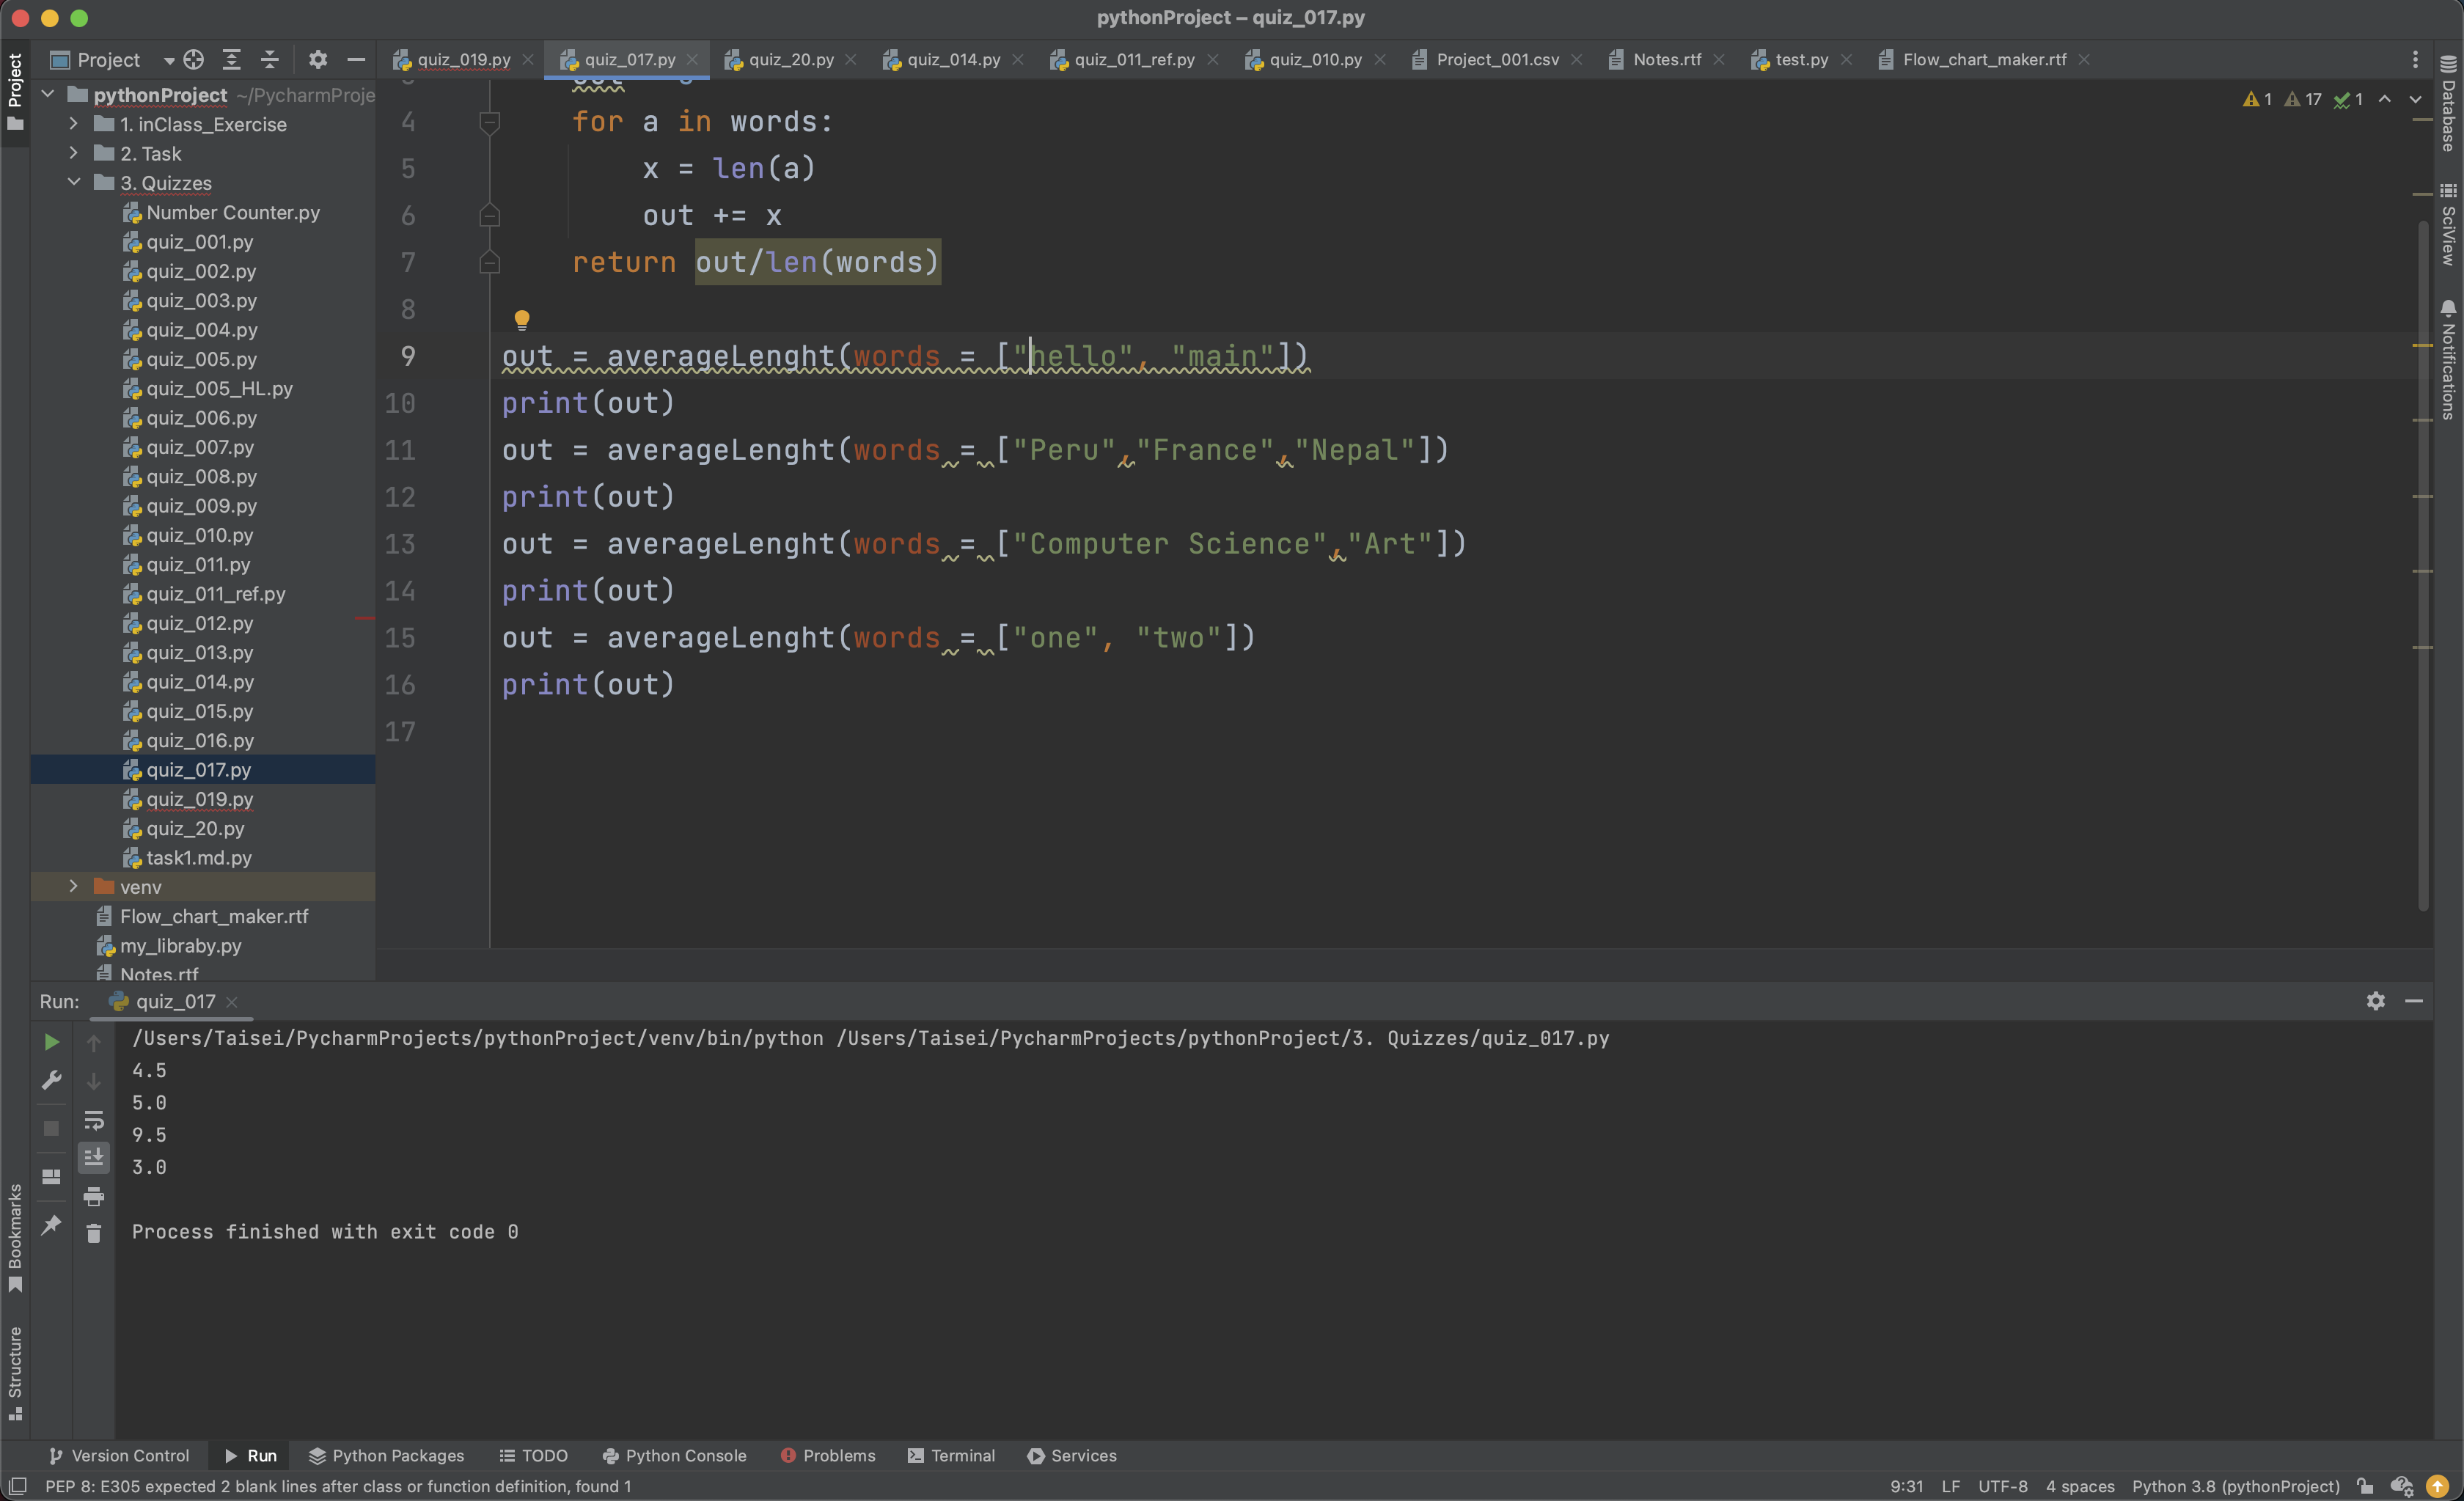 pythonProject – quiz_017.py
Project
quiz_019.py
quiz_017.py
quiz_20.py
quiz_014.py
quiz_011_ref.py
quiz_010.py
Project_001.csv
Notes.rtf
test.py
Flow_chart_maker.rtf
Project
Bookmarks
Structure
Database
SciView
Notifications
pythonProject ~/PycharmProje
1. inClass_Exercise
2. Task
3. Quizzes
Number Counter.py
quiz_001.py
quiz_002.py
quiz_003.py
quiz_004.py
quiz_005.py
quiz_005_HL.py
quiz_006.py
quiz_007.py
quiz_008.py
quiz_009.py
quiz_010.py
quiz_011.py
quiz_011_ref.py
quiz_012.py
quiz_013.py
quiz_014.py
quiz_015.py
quiz_016.py
quiz_017.py
quiz_019.py
quiz_20.py
task1.md.py
venv
Flow_chart_maker.rtf
my_libraby.py
Notes.rtf
1 17 1
4 for a in words:
5 x = len(a)
6 out += x
7 return out/len(words)
8
9 out = averageLenght(words = ["hello", "main"])
10 print(out)
11 out = averageLenght(words = ["Peru","France","Nepal"])
12 print(out)
13 out = averageLenght(words = ["Computer Science","Art"])
14 print(out)
15 out = averageLenght(words = ["one", "two"])
16 print(out)
17
Run: quiz_017
/Users/Taisei/PycharmProjects/pythonProject/venv/bin/python /Users/Taisei/PycharmProjects/pythonProject/3. Quizzes/quiz_017.py
4.5
5.0
9.5
3.0
Process finished with exit code 0
Version Control Run Python Packages TODO Python Console Problems Terminal Services
PEP 8: E305 expected 2 blank lines after class or function definition, found 1
9:31 LF UTF-8 4 spaces Python 3.8 (pythonProject)